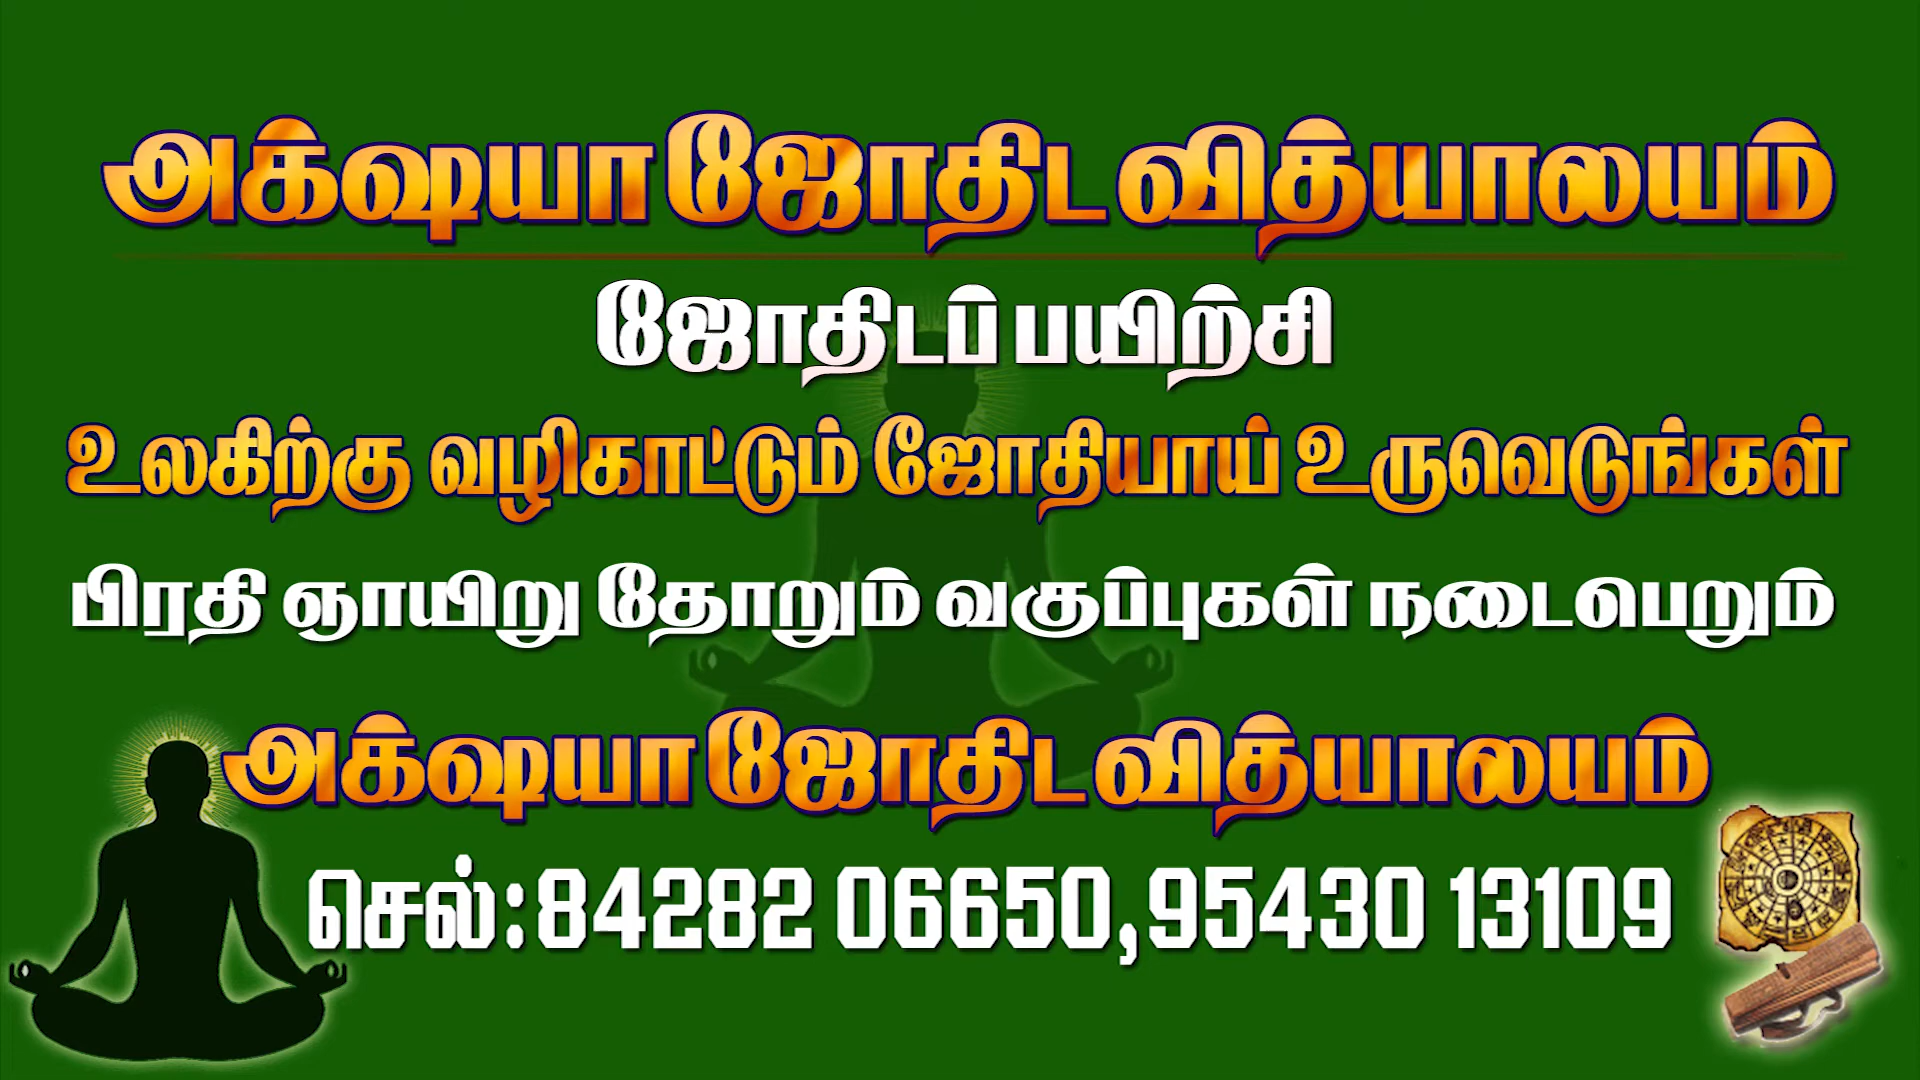 அக்ஷயா ஜோதிட வித்யாலயம்
ஜோதிடப் பயிற்சி
உலகிற்கு வழிகாட்டும் ஜோதியாய் உருவெடுங்கள்
பிரதி ஞாயிறு தோறும் வகுப்புகள் நடைபெறும்
அக்ஷயா ஜோதிட வித்யாலயம்
செல்:84282 06650,95430 13109